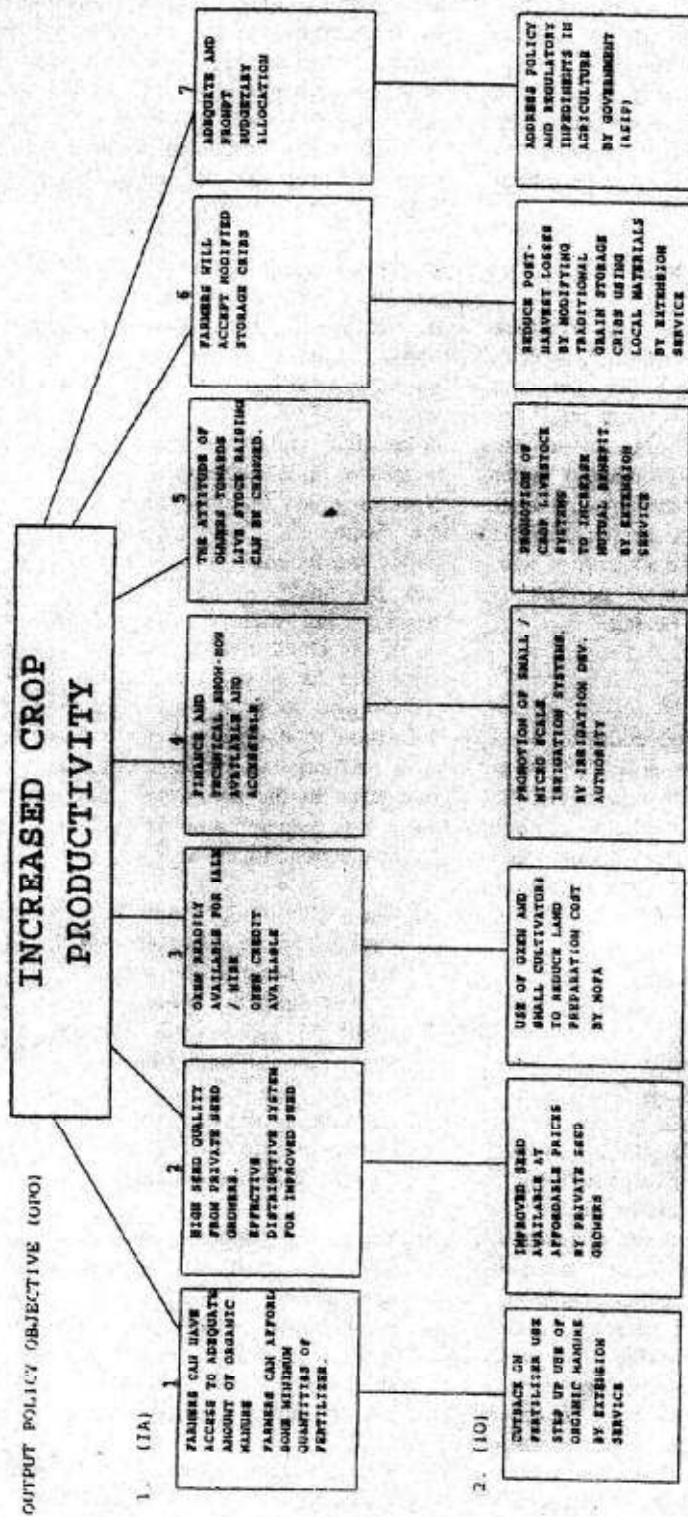 OUTPUT POLICY OBJECTIVE (OPO)
INCREASED CROP
PRODUCTIVITY
1. (IA)
1
FARMERS CAN HAVE
ACCESS TO ADEQUATE
AMOUNT OF ORGANIC
MANURE
FARMERS CAN AFFORD
SOME MINIMUM
QUANTITIES OF
FERTILIZER.
2
HIGH SEED QUALITY
FROM PRIVATE SEED
GROWERS.
EFFECTIVE
DISTRIBUTIVE SYSTEM
FOR IMPROVED SEED
3
OXEN READILY
AVAILABLE FOR SALE
/ HIRE
OXEN CREDIT
AVAILABLE
4
FINANCE AND
TECHNICAL KNOW-HOW
AVAILABLE AND
ACCESSIBLE.
5
THE ATTITUDE OF
OWNERS TOWARDS
LIVE STOCK RAISING
CAN BE CHANGED.
6
FARMERS WILL
ACCEPT MODIFIED
STORAGE CRIBS
7
ADEQUATE AND
PROMPT
BUDGETARY
ALLOCATION
2. (IO)
CUTBACK ON
FERTILIZER USE
STEP UP USE OF
ORGANIC MANURE
BY EXTENSION
SERVICE
IMPROVED SEED
AVAILABLE AT
AFFORDABLE PRICES
BY PRIVATE SEED
GROWERS
USE OF OXEN AND
SMALL CULTIVATORS
TO REDUCE LAND
PREPARATION COST
BY MOFA
PROMOTION OF SMALL /
MICRO SCALE
IRRIGATION SYSTEMS.
BY IRRIGATION DEV.
AUTHORITY
PROMOTION OF
CROP LIVESTOCK
SYSTEMS
TO INCREASE
MUTUAL BENEFIT.
BY EXTENSION
SERVICE
REDUCE POST-
HARVEST LOSSES
BY MODIFYING
TRADITIONAL
GRAIN STORAGE
CRIBS USING
LOCAL MATERIALS
BY EXTENSION
SERVICE
ADDRESS POLICY
AND REGULATORY
IMPEDIMENTS IN
AGRICULTURE
BY GOVERNMENT
(ASIP)